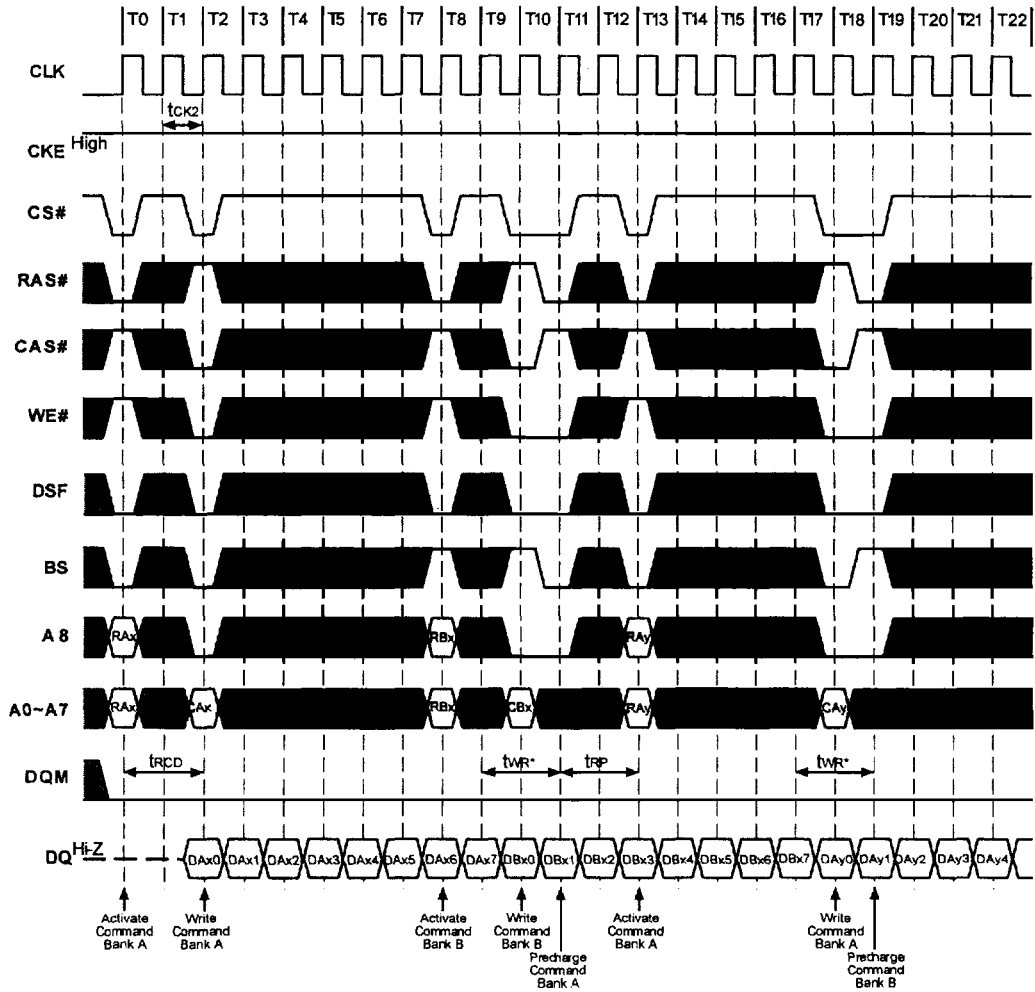 T0 T1 T2 T3 T4 T5 T6 T7 T8 T9 T10 T11 T12 T13 T14 T15 T16 T17 T18 T19 T20 T21 T22
CLK
tCK2
High
CKE
CS#
RAS#
CAS#
WE#
DSF
BS
A8 RAx RBx RAy
A0~A7 RAx CAx RBx CBx RAy CAy
tRCD tWR* tRP tWR*
DQM
Hi-Z
DQ DAx0 DAx1 DAx2 DAx3 DAx4 DAx5 DAx6 DAx7 DBx0 DBx1 DBx2 DBx3 DBx4 DBx5 DBx6 DBx7 DAy0 DAy1 DAy2 DAy3 DAy4
Activate Command Bank A
Write Command Bank A
Activate Command Bank B
Write Command Bank B
Precharge Command Bank A
Activate Command Bank A
Write Command Bank A
Precharge Command Bank B